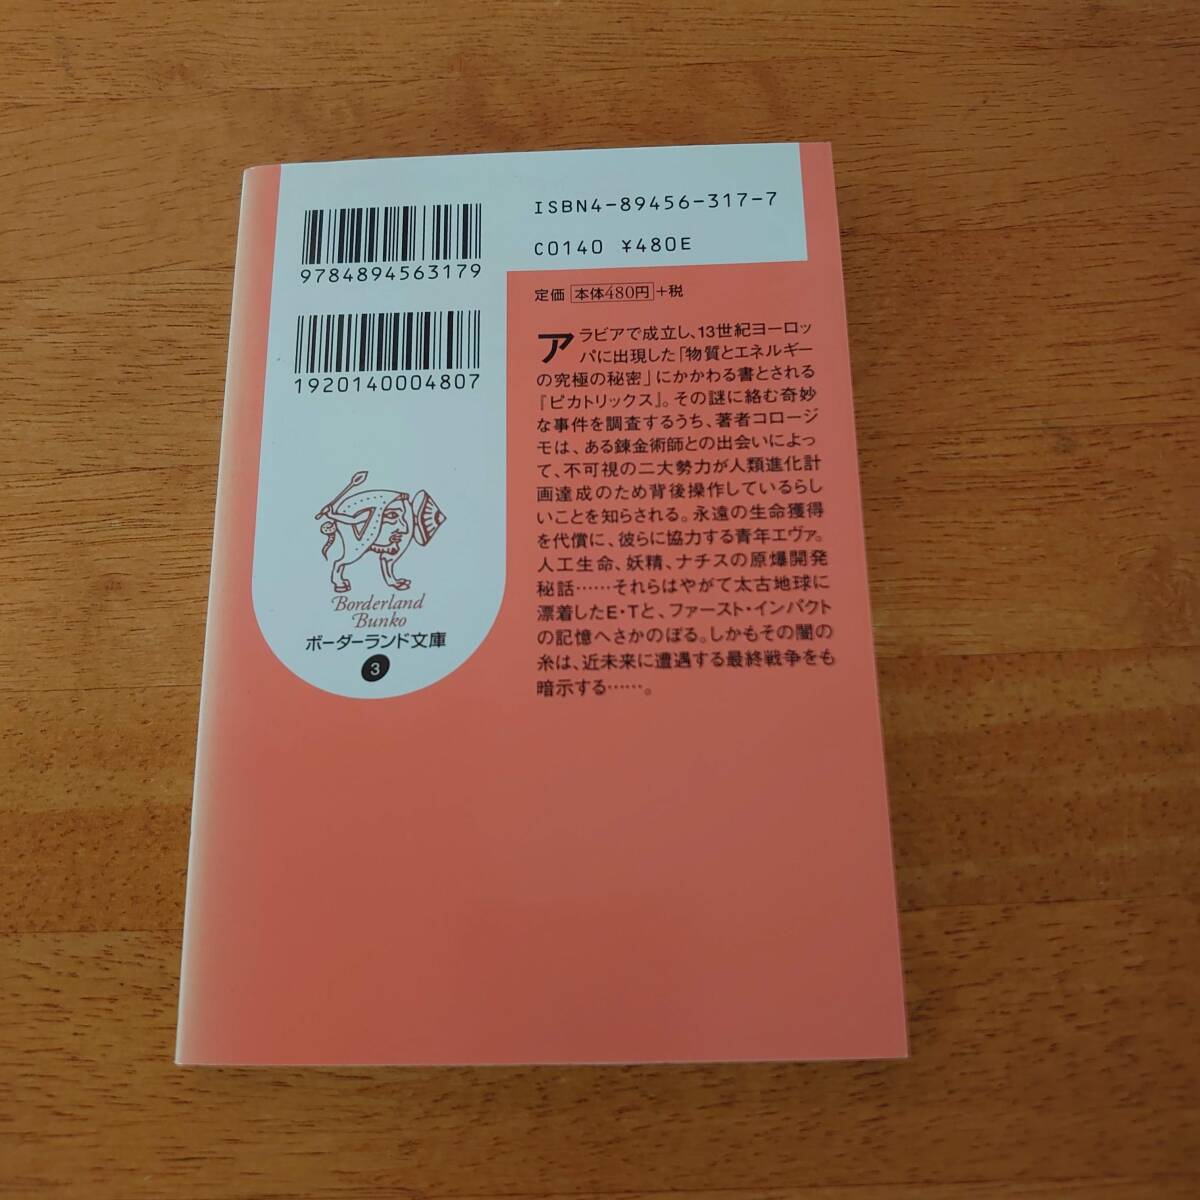 ISBN4-89456-317-7
C0140 ¥480E
9784894563179
1920140004807
定価 本体480円 +税
アラビアで成立し、13世紀ヨーロッ
パに出現した「物質とエネルギー
の究極の秘密」にかかわる書とされる
『ピカトリックス』。その謎に絡む奇妙
な事件を調査するうち、著者コロージ
モは、ある錬金術師との出会いによっ
て、不可視の二大勢力が人類進化計
画達成のため背後操作しているらし
いことを知らされる。永遠の生命獲得
を代償に、彼らに協力する青年エヴァ。
人工生命、妖精、ナチスの原爆開発
秘話……それらはやがて太古地球に
漂着したE・Tと、ファースト・インパクト
の記憶へさかのぼる。しかもその闇の
糸は、近未来に遭遇する最終戦争をも
暗示する……。
Borderland
Bunko
ボーダーランド文庫
3